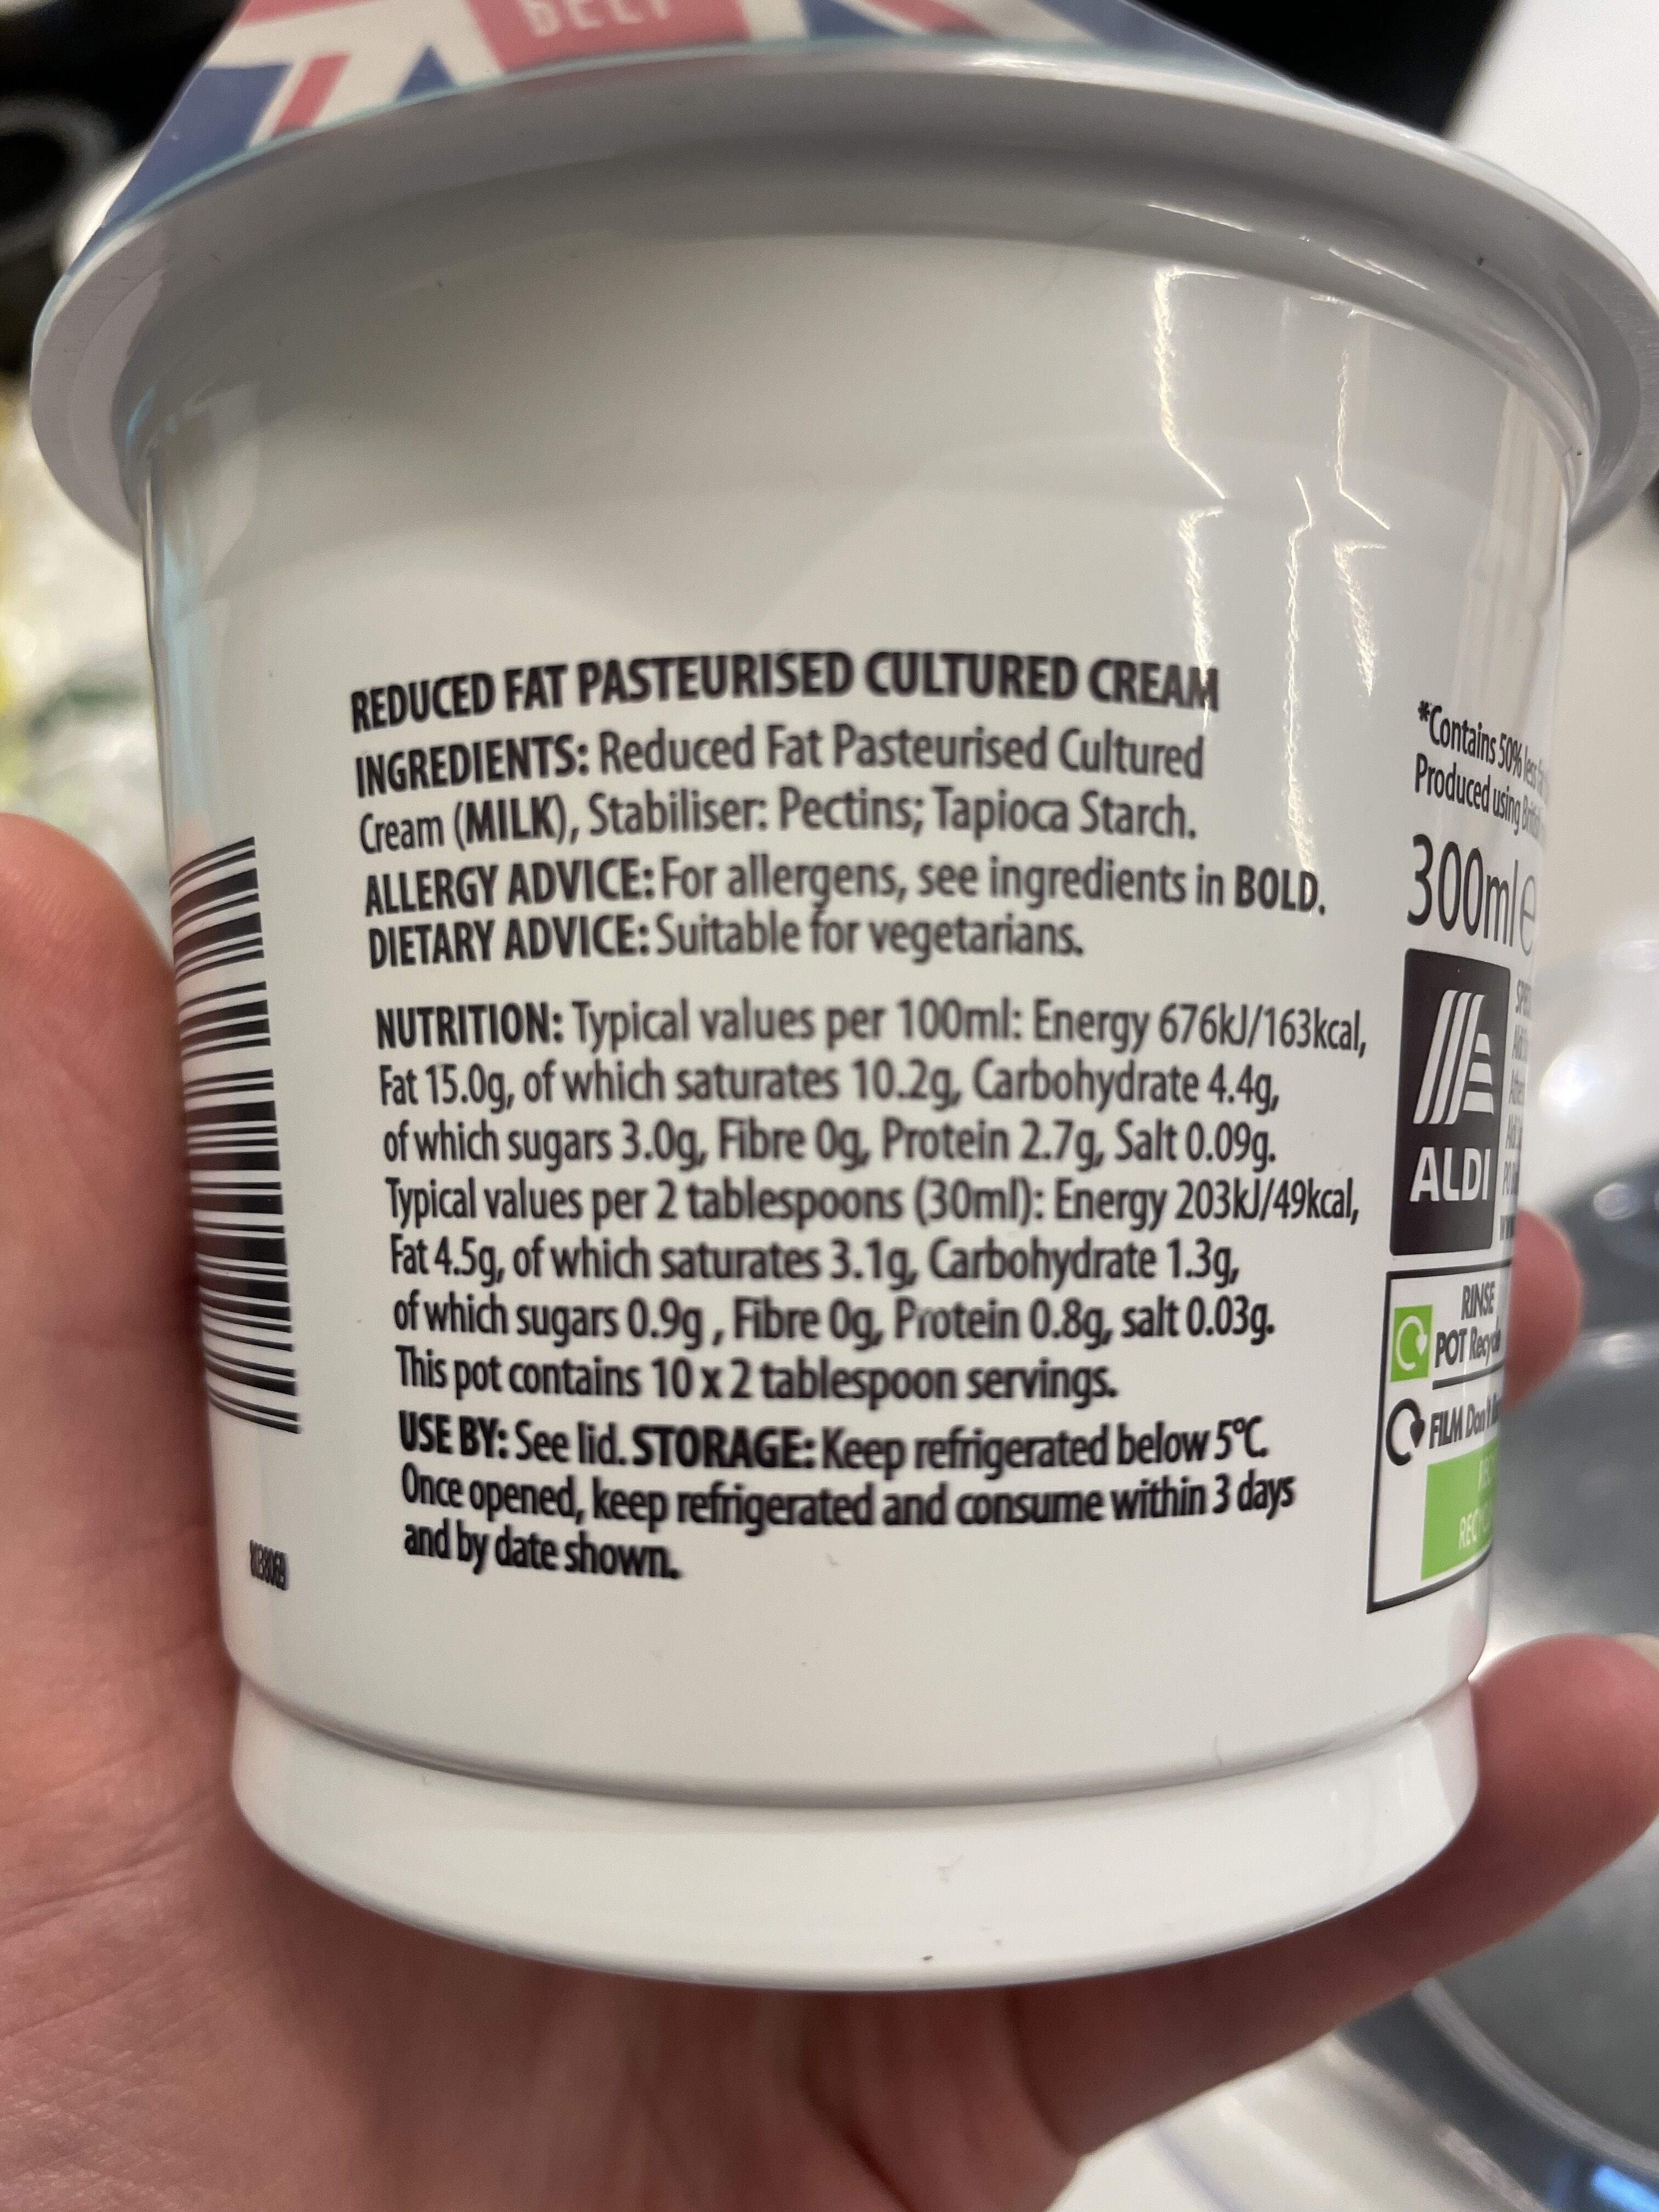 BELT
REDUCED FAT PASTEURISED CULTURED CREAM
INGREDIENTS: Reduced Fat Pasteurised Cultured
Cream (MILK), Stabiliser: Pectins; Tapioca Starch.
ALLERGY ADVICE: For allergens, see ingredients in BOLD.
DIETARY ADVICE: Suitable for vegetarians.
NUTRITION: Typical values per 100ml: Energy 676kJ/163kcal,
Fat 15.0g, of which saturates 10.2g, Carbohydrate 4.4g,
of which sugars 3.0g, Fibre 0g, Protein 2.7g, Salt 0.09g.
Typical values per 2 tablespoons (30ml): Energy 203kJ/49kcal,
Fat 4.5g, of which saturates 3.1g, Carbohydrate 1.3g,
of which sugars 0.9g , Fibre 0g, Protein 0.8g, salt 0.03g.
This pot contains 10 x 2 tablespoon servings.
USE BY: See lid. STORAGE: Keep refrigerated below 5°C.
Once opened, keep refrigerated and consume within 3 days
and by date shown.
*Contains 50% less
Produced using
300ml e
ALDI
RINSE
POT
FILM Don't